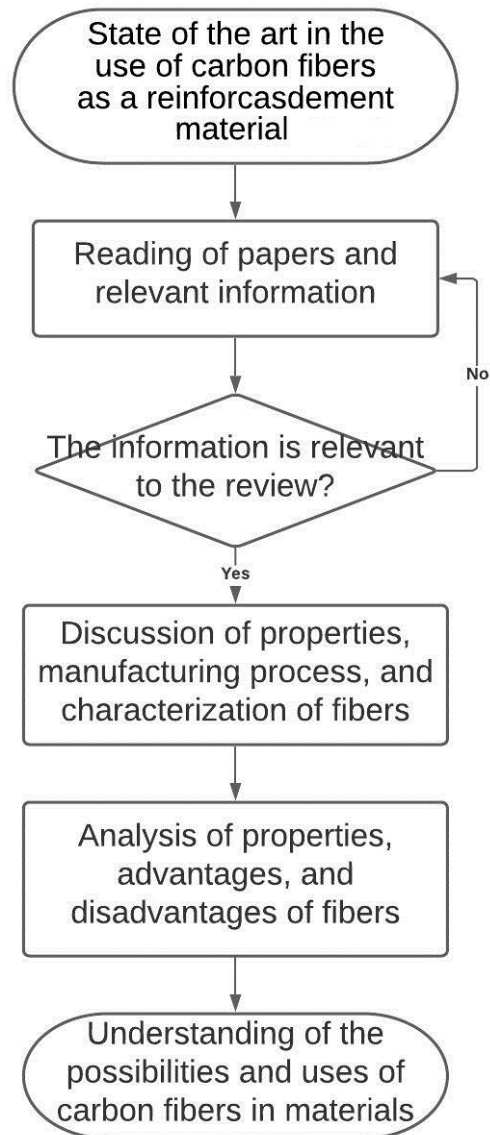 State of the art in the
use of carbon fibers
as a reinforcasdement
material
Reading of papers and
relevant information
No
The information is relevant
to the review?
Yes
Discussion of properties,
manufacturing process, and
characterization of fibers
Analysis of properties,
advantages, and
disadvantages of fibers
Understanding of the
possibilities and uses of
carbon fibers in materials